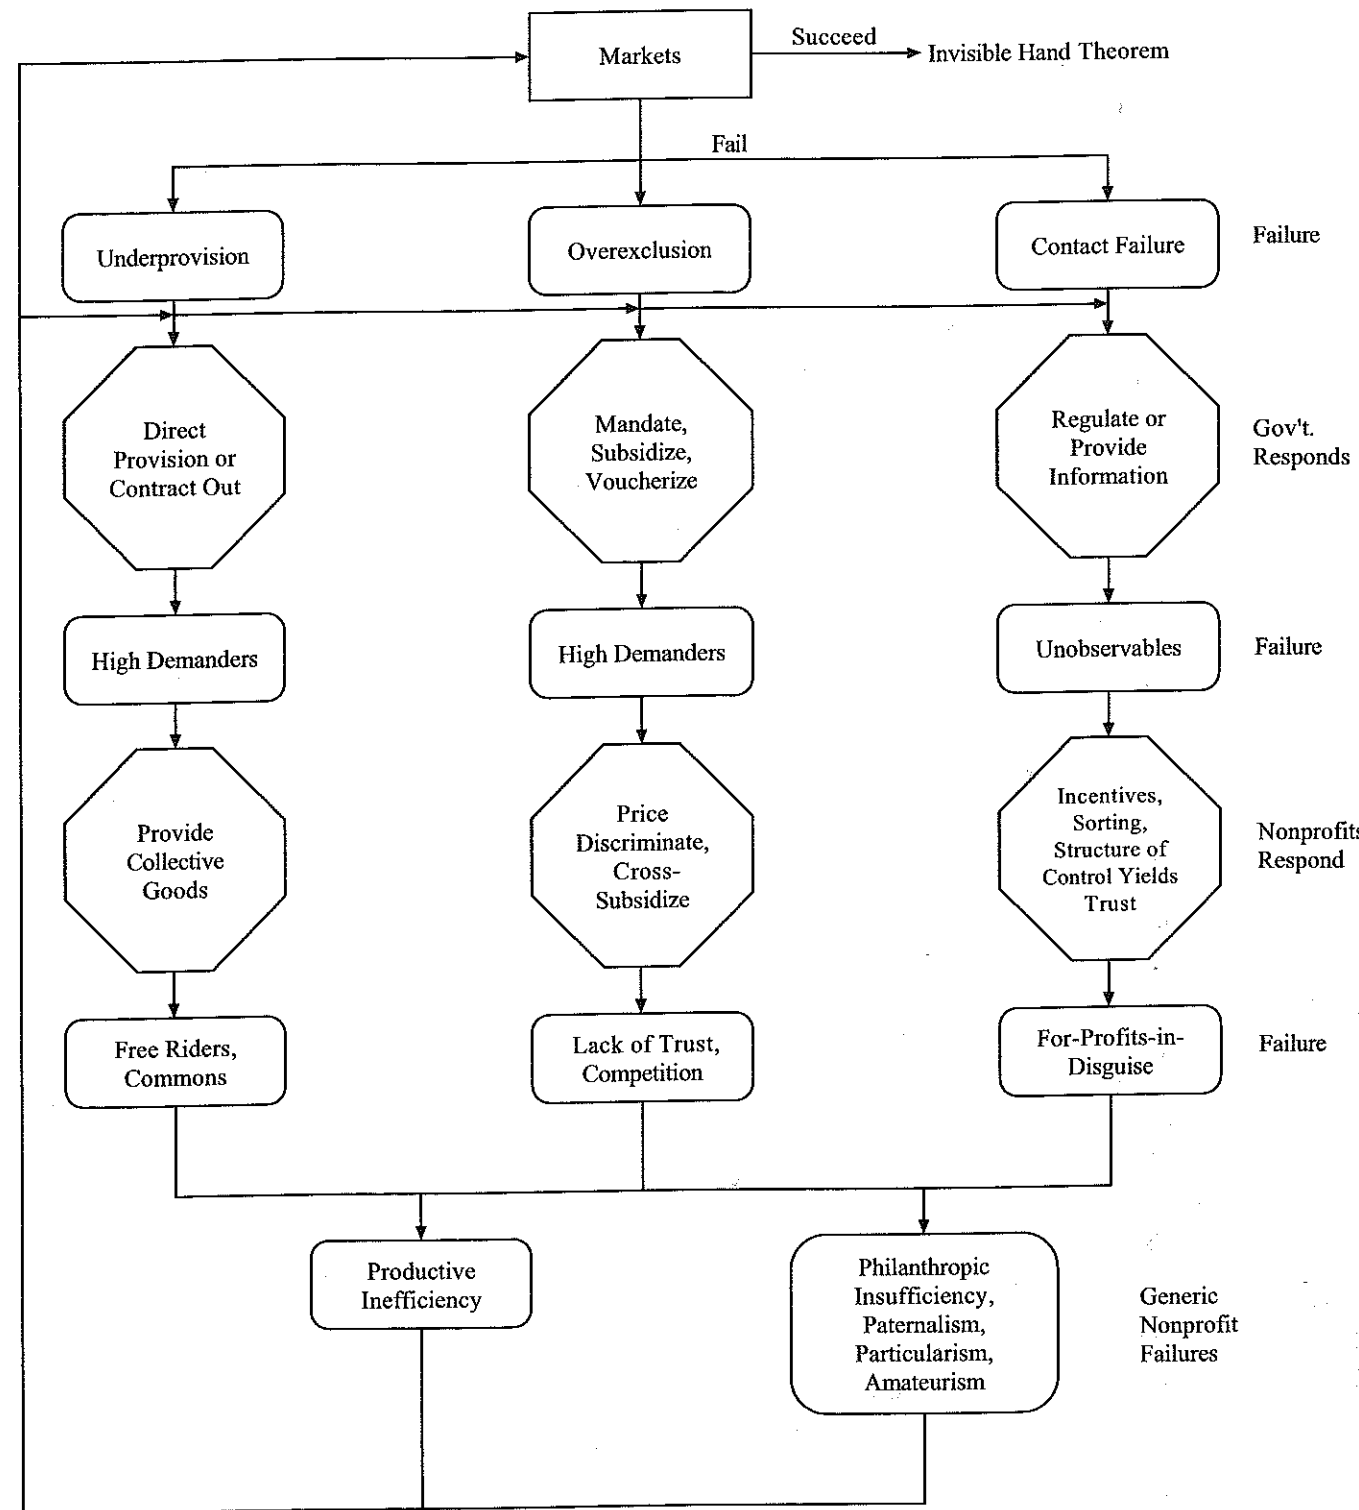 Markets
Succeed
Invisible Hand Theorem
Fail
Underprovision
Overexclusion
Contact Failure
Failure
Direct
Provision or
Contract Out
Mandate,
Subsidize,
Voucherize
Regulate or
Provide
Information
Gov't.
Responds
High Demanders
High Demanders
Unobservables
Failure
Provide
Collective
Goods
Price
Discriminate,
Cross-
Subsidize
Incentives,
Sorting,
Structure of
Control Yields
Trust
Nonprofits
Respond
Free Riders,
Commons
Lack of Trust,
Competition
For-Profits-in-
Disguise
Failure
Productive
Inefficiency
Philanthropic
Insufficiency,
Paternalism,
Particularism,
Amateurism
Generic
Nonprofit
Failures